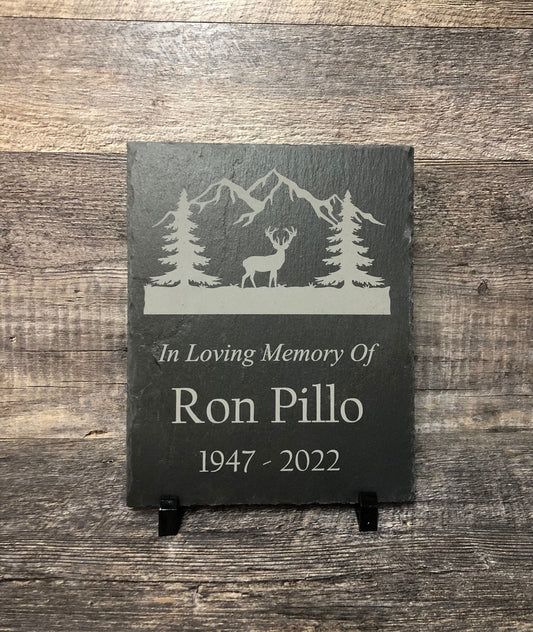 In Loving Memory Of
Ron Pillo
1947 - 2022